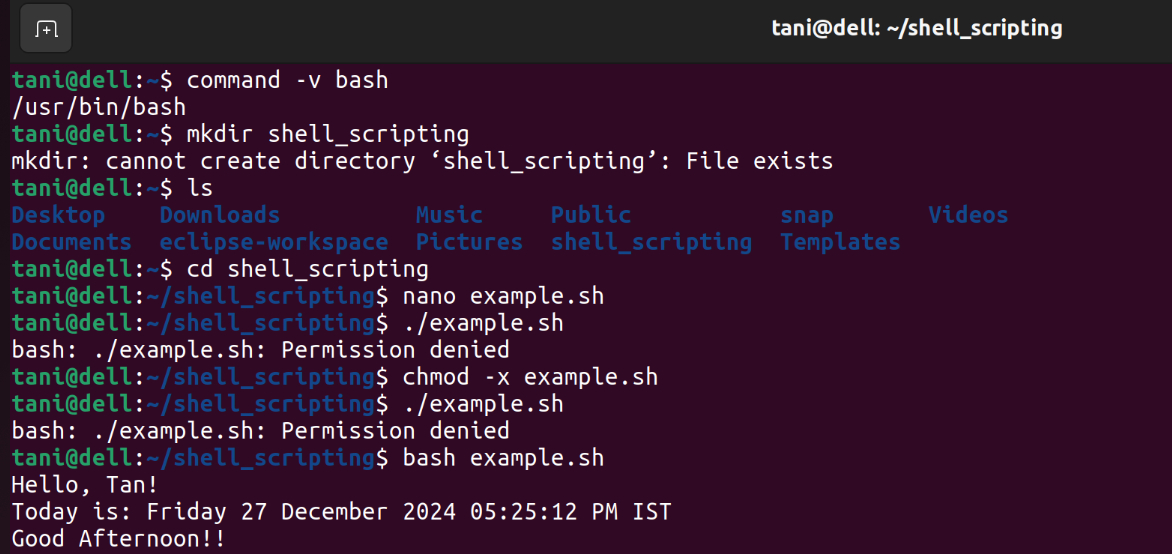 tani@dell: ~/shell_scripting
tani@dell:~$ command -v bash
/usr/bin/bash
tani@dell:~$ mkdir shell_scripting
mkdir: cannot create directory ‘shell_scripting’: File exists
tani@dell:~$ ls
Desktop    Downloads          Music     Public           snap       Videos
Documents  eclipse-workspace  Pictures  shell_scripting  Templates
tani@dell:~$ cd shell_scripting
tani@dell:~/shell_scripting$ nano example.sh
tani@dell:~/shell_scripting$ ./example.sh
bash: ./example.sh: Permission denied
tani@dell:~/shell_scripting$ chmod -x example.sh
tani@dell:~/shell_scripting$ ./example.sh
bash: ./example.sh: Permission denied
tani@dell:~/shell_scripting$ bash example.sh
Hello, Tan!
Today is: Friday 27 December 2024 05:25:12 PM IST
Good Afternoon!!